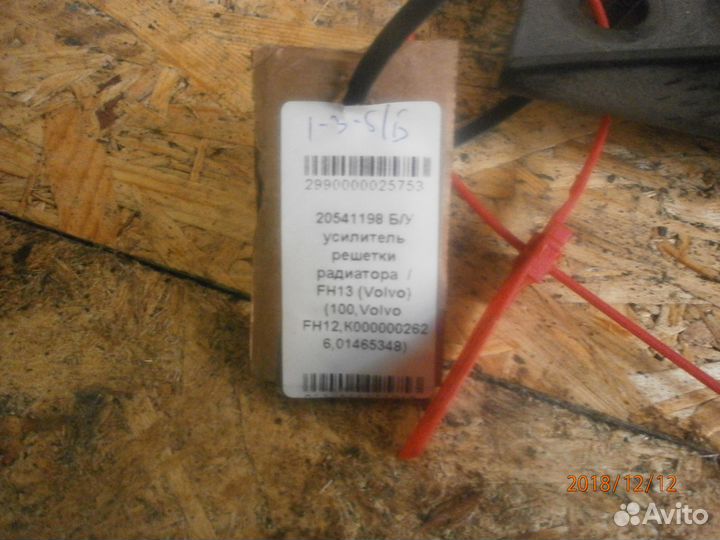 1-3-5/Б
2990000025753
20541198 Б/У
усилитель
решетки
радиатора /
FH13 (Volvo)
(100,Volvo
FH12,K000000262
6,01465348)
2018/12/12
Avito